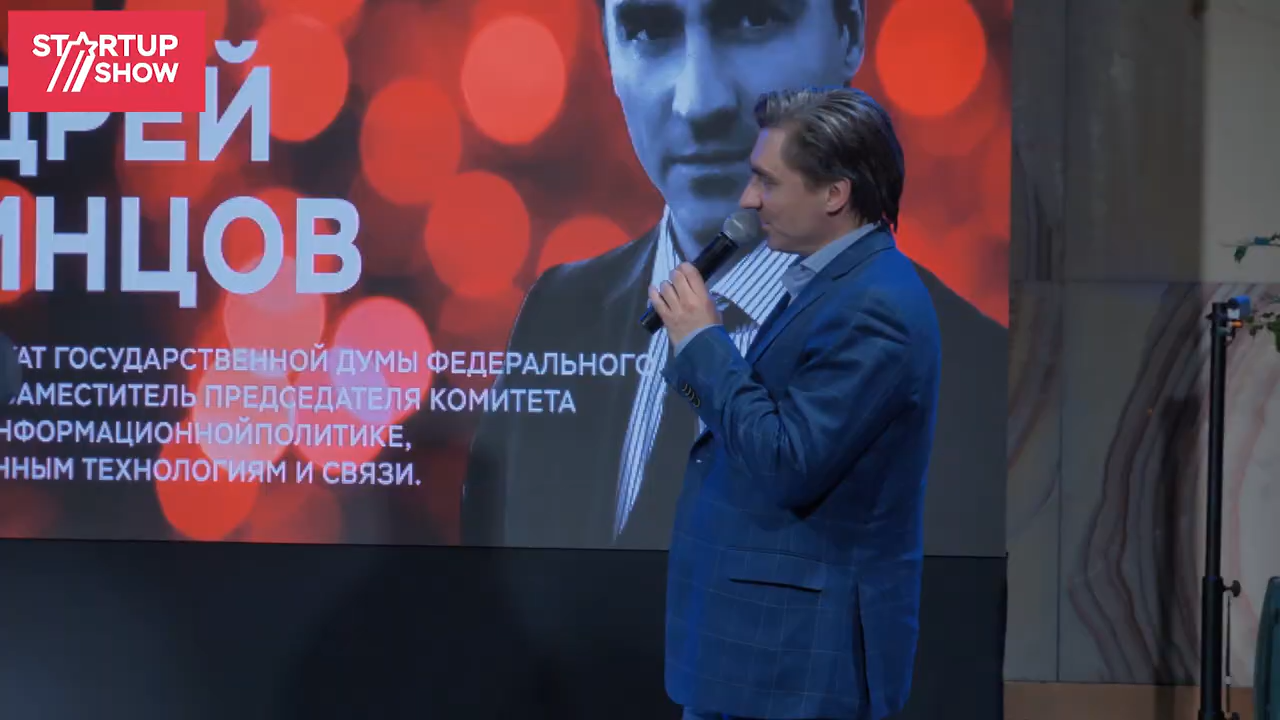 STARTUP
SHOW
ДРЕЙ
ИНЦОВ
ТАТ ГОСУДАРСТВЕННОЙ ДУМЫ ФЕДЕРАЛЬНОГО
ЗАМЕСТИТЕЛЬ ПРЕДСЕДАТЕЛЯ КОМИТЕТА
НФОРМАЦИОННОЙПОЛИТИКЕ,
ННЫМ ТЕХНОЛОГИЯМ И СВЯЗИ.